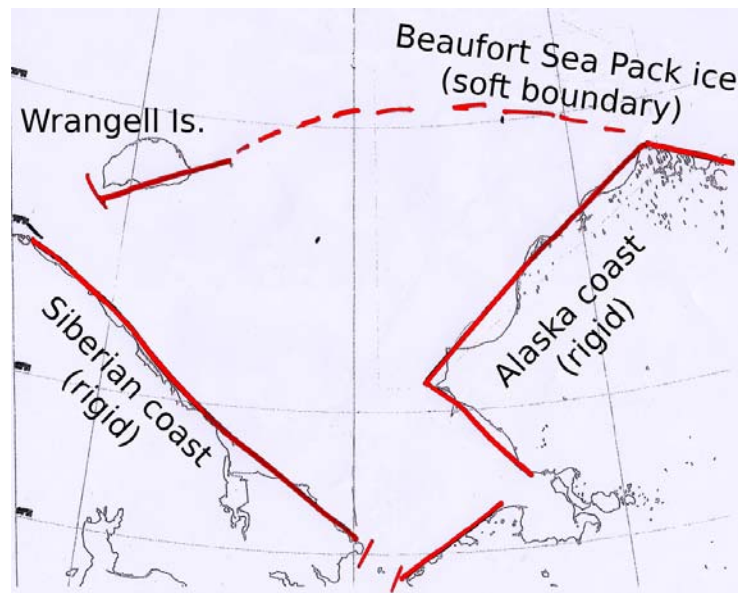 Beaufort Sea Pack ice
(soft boundary)
Wrangell Is.
Siberian coast
(rigid)
Alaska coast
(rigid)